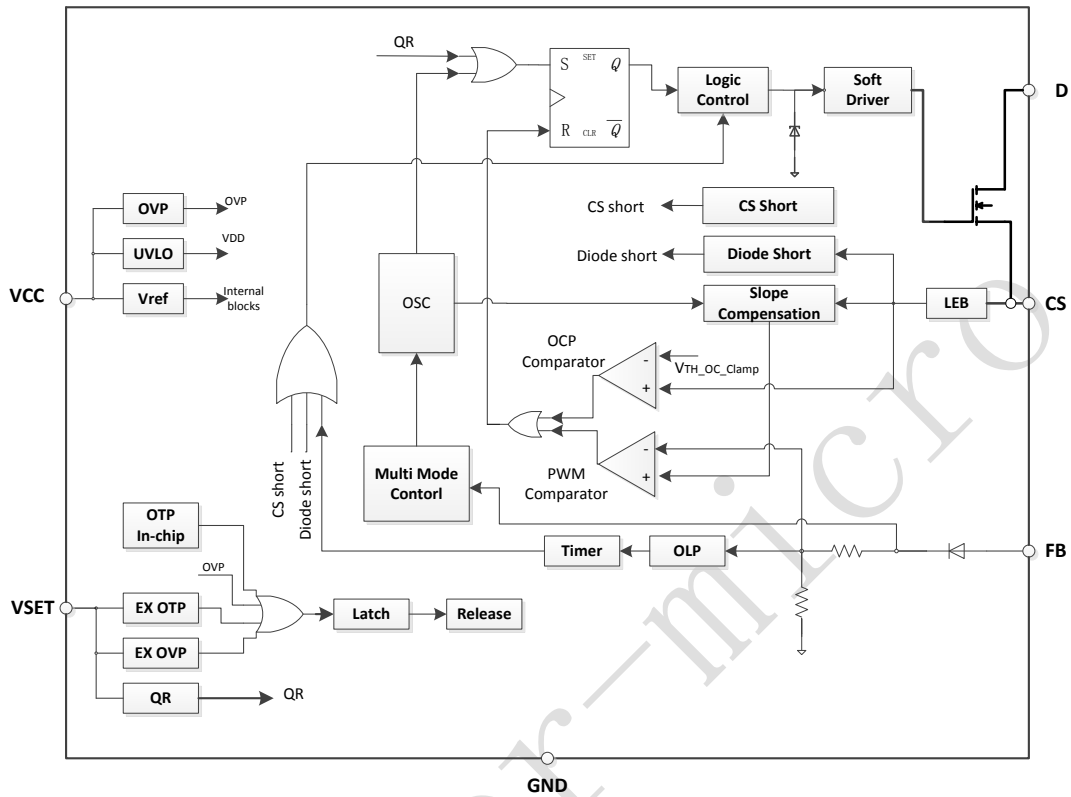 QR
S
SET
Q
R
CLR
Q
Logic
Control
Soft
Driver
D
OVP
OVP
UVLO
VDD
Vref
Internal
blocks
VCC
CS short
CS Short
Diode short
Diode Short
OSC
Slope
Compensation
LEB
CS
OCP
Comparator
-
+
VTH_OC_Clamp
PWM
Comparator
-
+
CS short
Diode short
Multi Mode
Contorl
OTP
In-chip
OVP
Timer
OLP
FB
VSET
EX OTP
Latch
Release
EX OVP
QR
QR
GND
er-micro